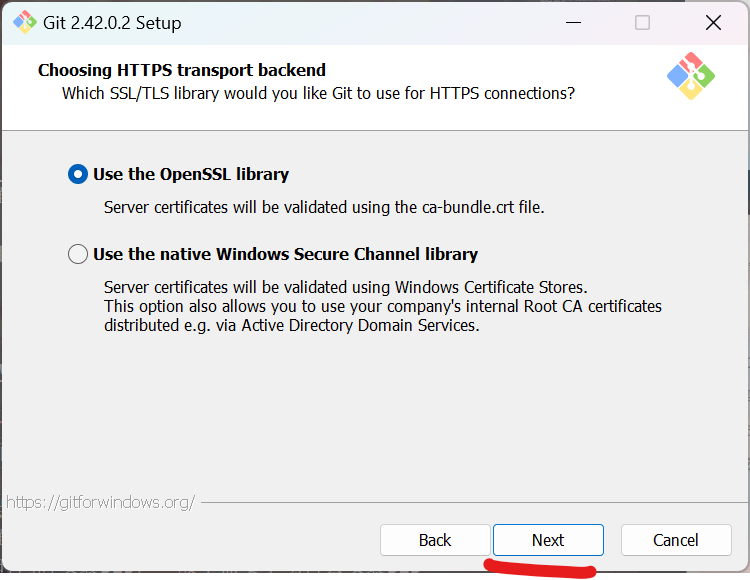 Git 2.42.0.2 Setup
Choosing HTTPS transport backend
Which SSL/TLS library would you like Git to use for HTTPS connections?
Use the OpenSSL library
Server certificates will be validated using the ca-bundle.crt file.
Use the native Windows Secure Channel library
Server certificates will be validated using Windows Certificate Stores.
This option also allows you to use your company's internal Root CA certificates
distributed e.g. via Active Directory Domain Services.
https://gitforwindows.org/
Back Next Cancel